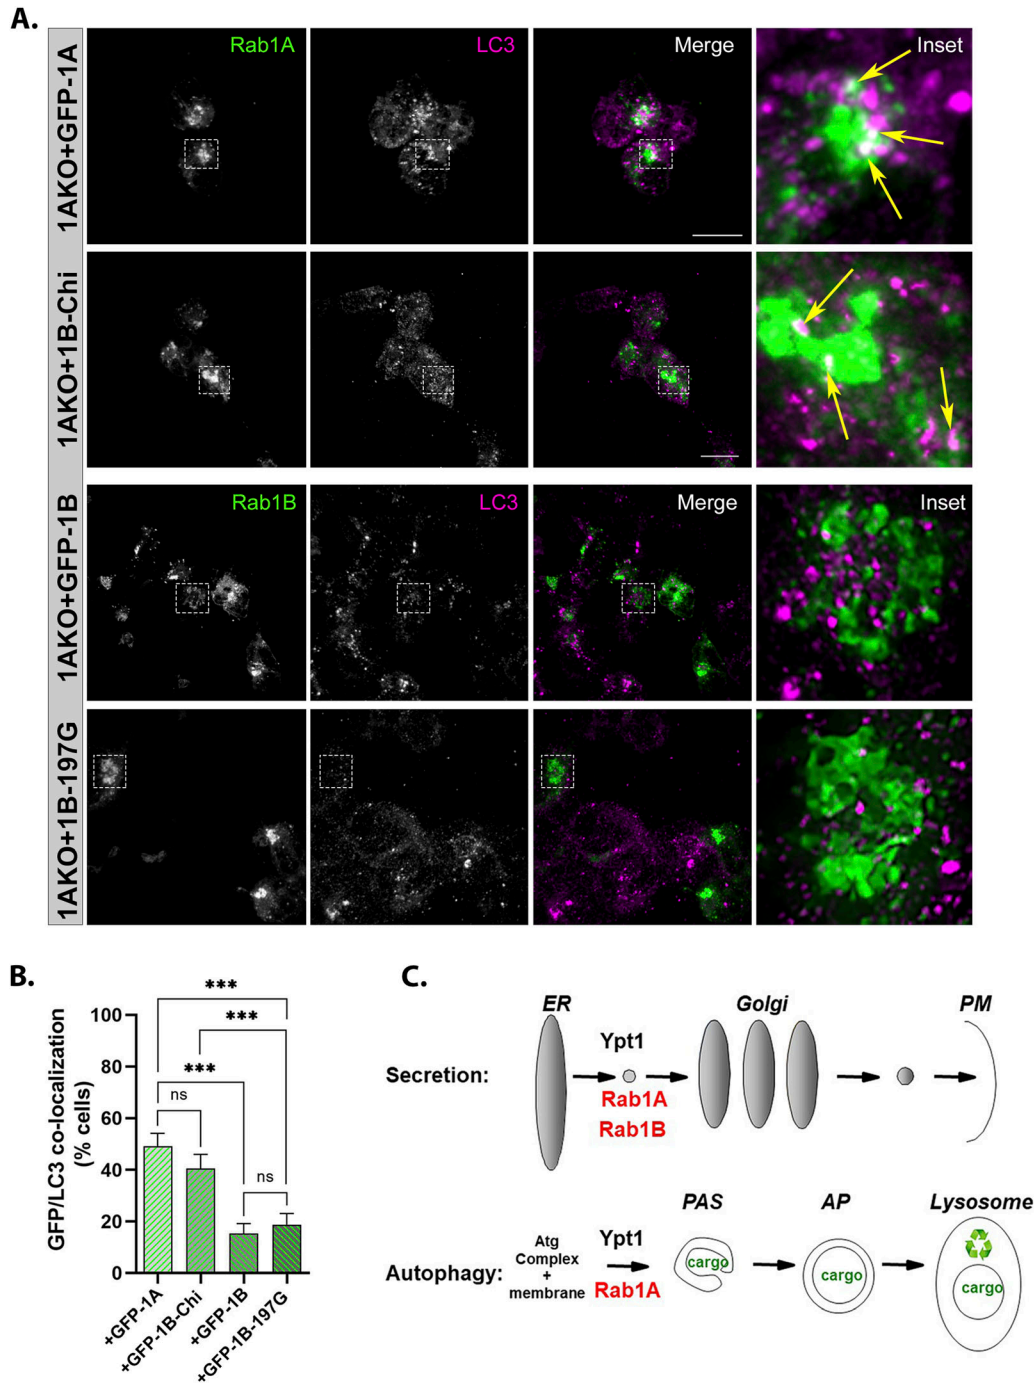 A.
1AKO+GFP-1A
Rab1A
LC3
Merge
Inset
1AKO+1B-Chi
1AKO+GFP-1B
Rab1B
LC3
Merge
Inset
1AKO+1B-197G
B.
GFP/LC3 co-localization
(% cells)
100
80
60
40
20
0
***
***
***
ns
ns
+GFP-1A
+GFP-1B-Chi
+GFP-1B
+GFP-1B-197G
C.
ER
Golgi
PM
Secretion:
Ypt1
Rab1A
Rab1B
PAS
AP
Lysosome
Autophagy:
Atg
Complex
+
membrane
Ypt1
Rab1A
cargo
cargo
cargo